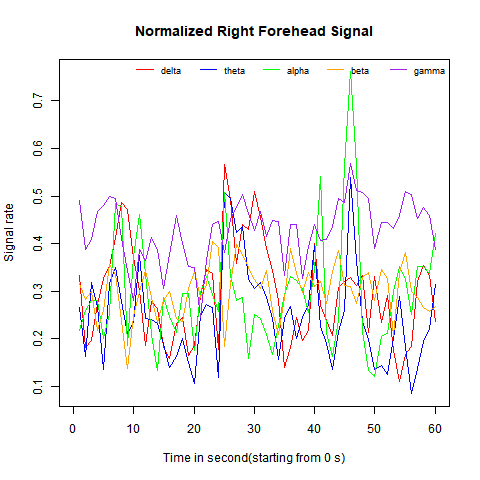 Normalized Right Forehead Signal
delta theta alpha beta gamma
Signal rate
0.7
0.6
0.5
0.4
0.3
0.2
0.1
0 10 20 30 40 50 60
Time in second(starting from 0 s)